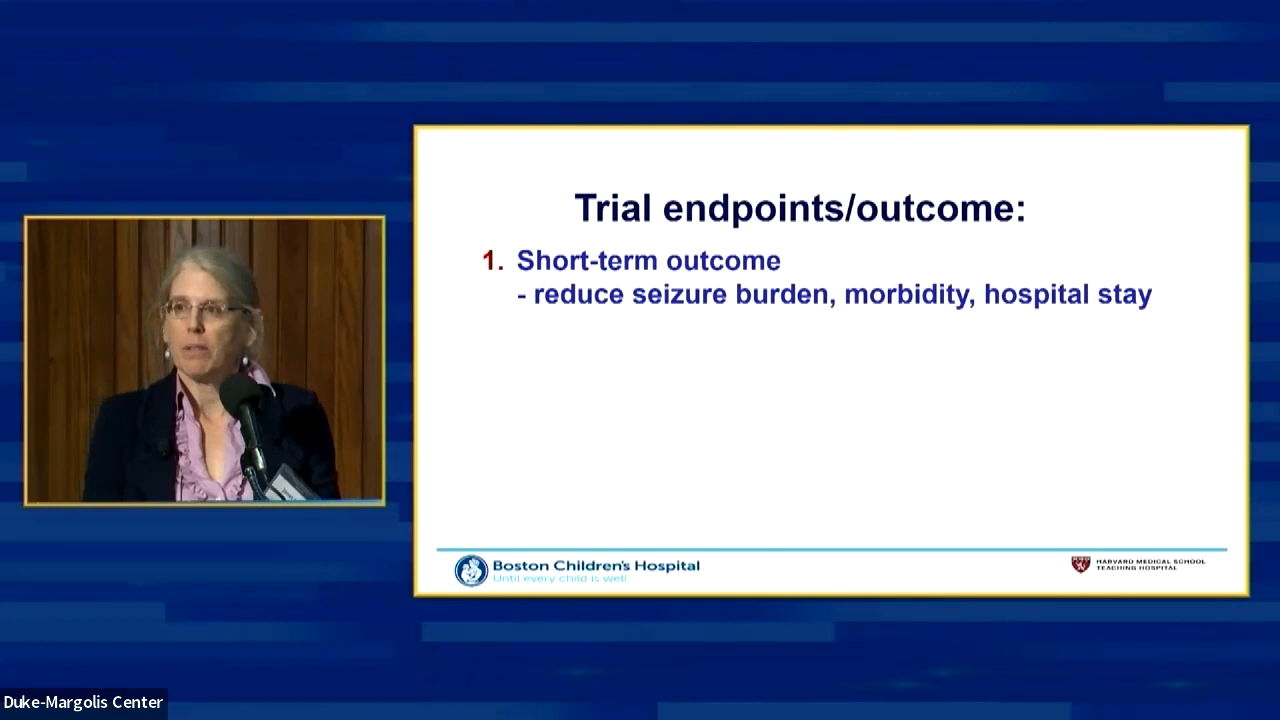 Trial endpoints/outcome:
1. Short-term outcome
- reduce seizure burden, morbidity, hospital stay
Boston Children's Hospital
Until every child is well
HARVARD MEDICAL SCHOOL
TEACHING HOSPITAL
Duke-Margolis Center